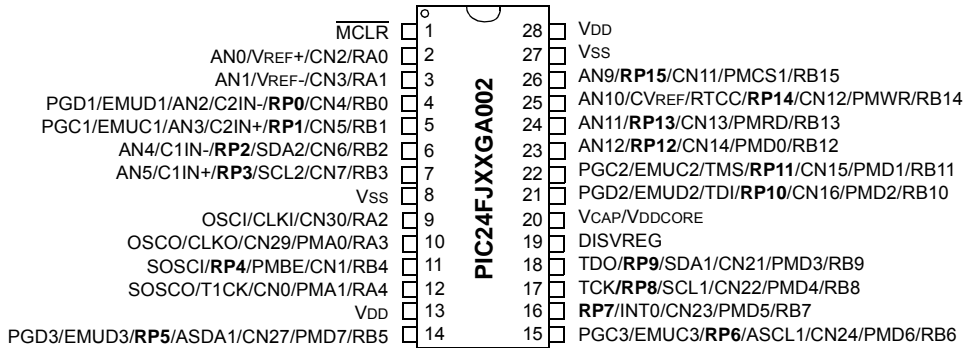 MCLR 1 28 VDD
AN0/VREF+/CN2/RA0 2 27 VSS
AN1/VREF-/CN3/RA1 3 26 AN9/RP15/CN11/PMCS1/RB15
PGD1/EMUD1/AN2/C2IN-/RP0/CN4/RB0 4 25 AN10/CVREF/RTCC/RP14/CN12/PMWR/RB14
PGC1/EMUC1/AN3/C2IN+/RP1/CN5/RB1 5 24 AN11/RP13/CN13/PMRD/RB13
AN4/C1IN-/RP2/SDA2/CN6/RB2 6 23 AN12/RP12/CN14/PMD0/RB12
AN5/C1IN+/RP3/SCL2/CN7/RB3 7 22 PGC2/EMUC2/TMS/RP11/CN15/PMD1/RB11
VSS 8 21 PGD2/EMUD2/TDI/RP10/CN16/PMD2/RB10
OSCI/CLKI/CN30/RA2 9 20 VCAP/VDDCORE
OSCO/CLKO/CN29/PMA0/RA3 10 19 DISVREG
SOSCI/RP4/PMBE/CN1/RB4 11 18 TDO/RP9/SDA1/CN21/PMD3/RB9
SOSCO/T1CK/CN0/PMA1/RA4 12 17 TCK/RP8/SCL1/CN22/PMD4/RB8
VDD 13 16 RP7/INT0/CN23/PMD5/RB7
PGD3/EMUD3/RP5/ASDA1/CN27/PMD7/RB5 14 15 PGC3/EMUC3/RP6/ASCL1/CN24/PMD6/RB6
PIC24FJXXGA002